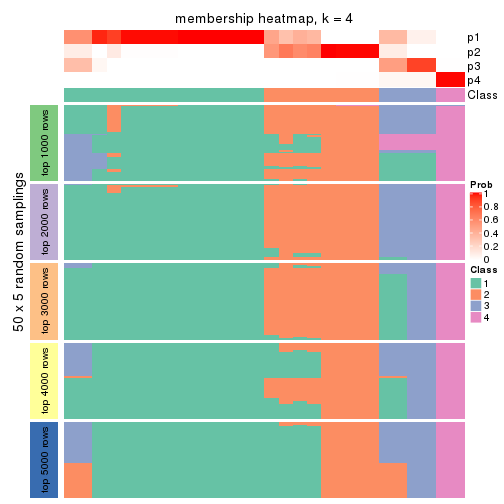 membership heatmap, k = 4
p1
p2
p3
p4
Class
50 x 5 random samplings
top 1000 rows
top 2000 rows
top 3000 rows
top 4000 rows
top 5000 rows
Prob
1
0.8
0.6
0.4
0.2
0
Class
1
2
3
4